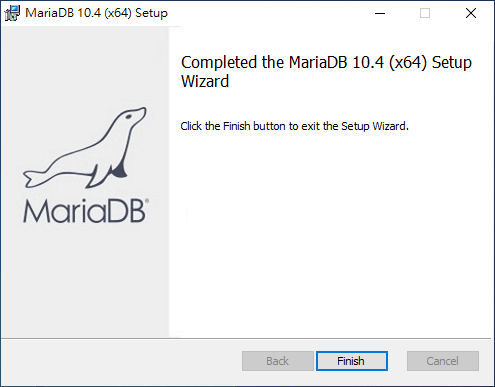 MariaDB 10.4 (x64) Setup
Completed the MariaDB 10.4 (x64) Setup
Wizard
Click the Finish button to exit the Setup Wizard.
MariaDB®
Back
Finish
Cancel